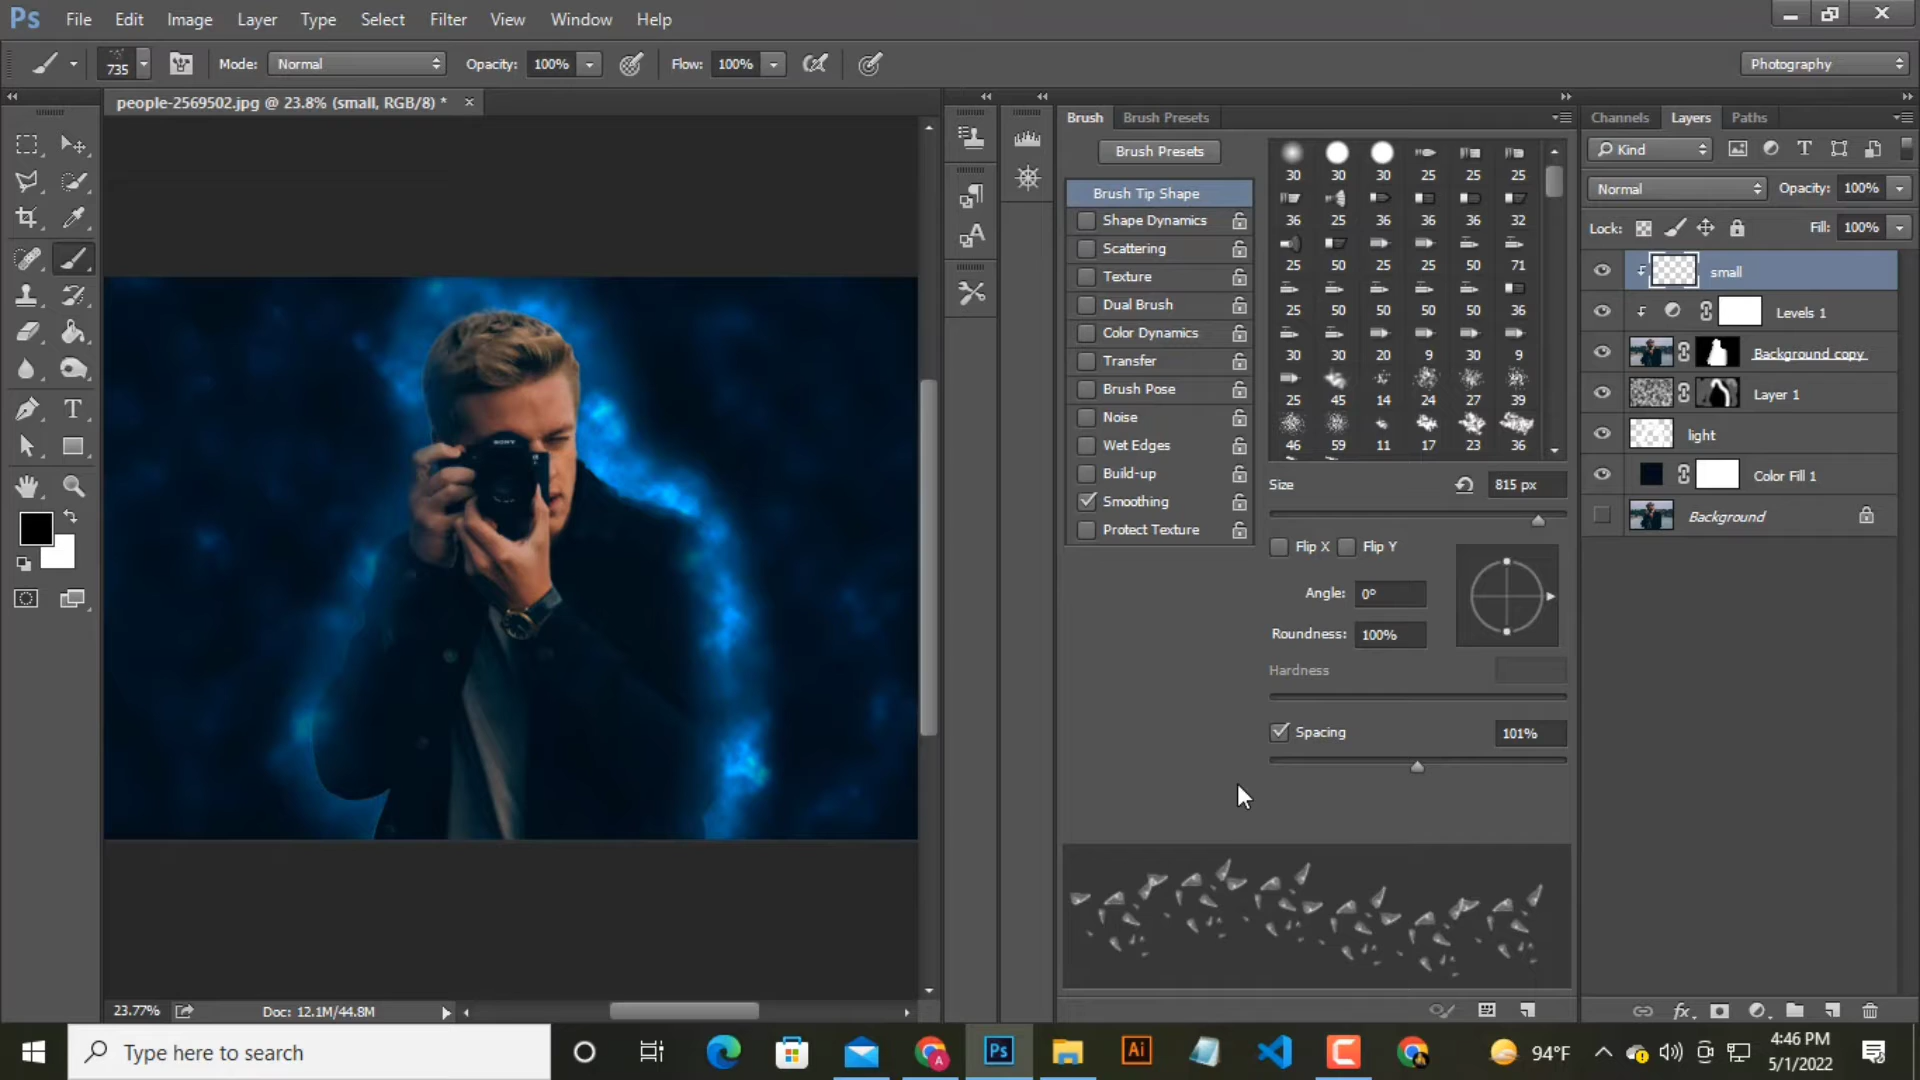 Ps File Edit Image Layer Type Select Filter View Window Help
735 Mode: Normal Opacity: 100% Flow: 100% Photography
people-2569502.jpg @ 23.8% (small, RGB/8) * ×
Brush Brush Presets
Brush Presets
Brush Tip Shape
Shape Dynamics
Scattering
Texture
Dual Brush
Color Dynamics
Transfer
Brush Pose
Noise
Wet Edges
Build-up
Smoothing
Protect Texture
30 30 30 25 25 25
36 25 36 36 36 32
25 50 25 25 50 71
25 50 50 50 50 36
30 30 20 9 30 9
25 45 14 24 27 39
46 59 11 17 23 36
Size 815 px
Flip X Flip Y
Angle: 0°
Roundness: 100%
Hardness
Spacing 101%
Channels Layers Paths
Kind
Normal Opacity: 100%
Lock: Fill: 100%
small
Levels 1
Background copy
Layer 1
light
Color Fill 1
Background
SONY
T
23.77% Doc: 12.1M/44.8M
fx
Type here to search
Ps Ai A
94°F
4:46 PM
5/1/2022